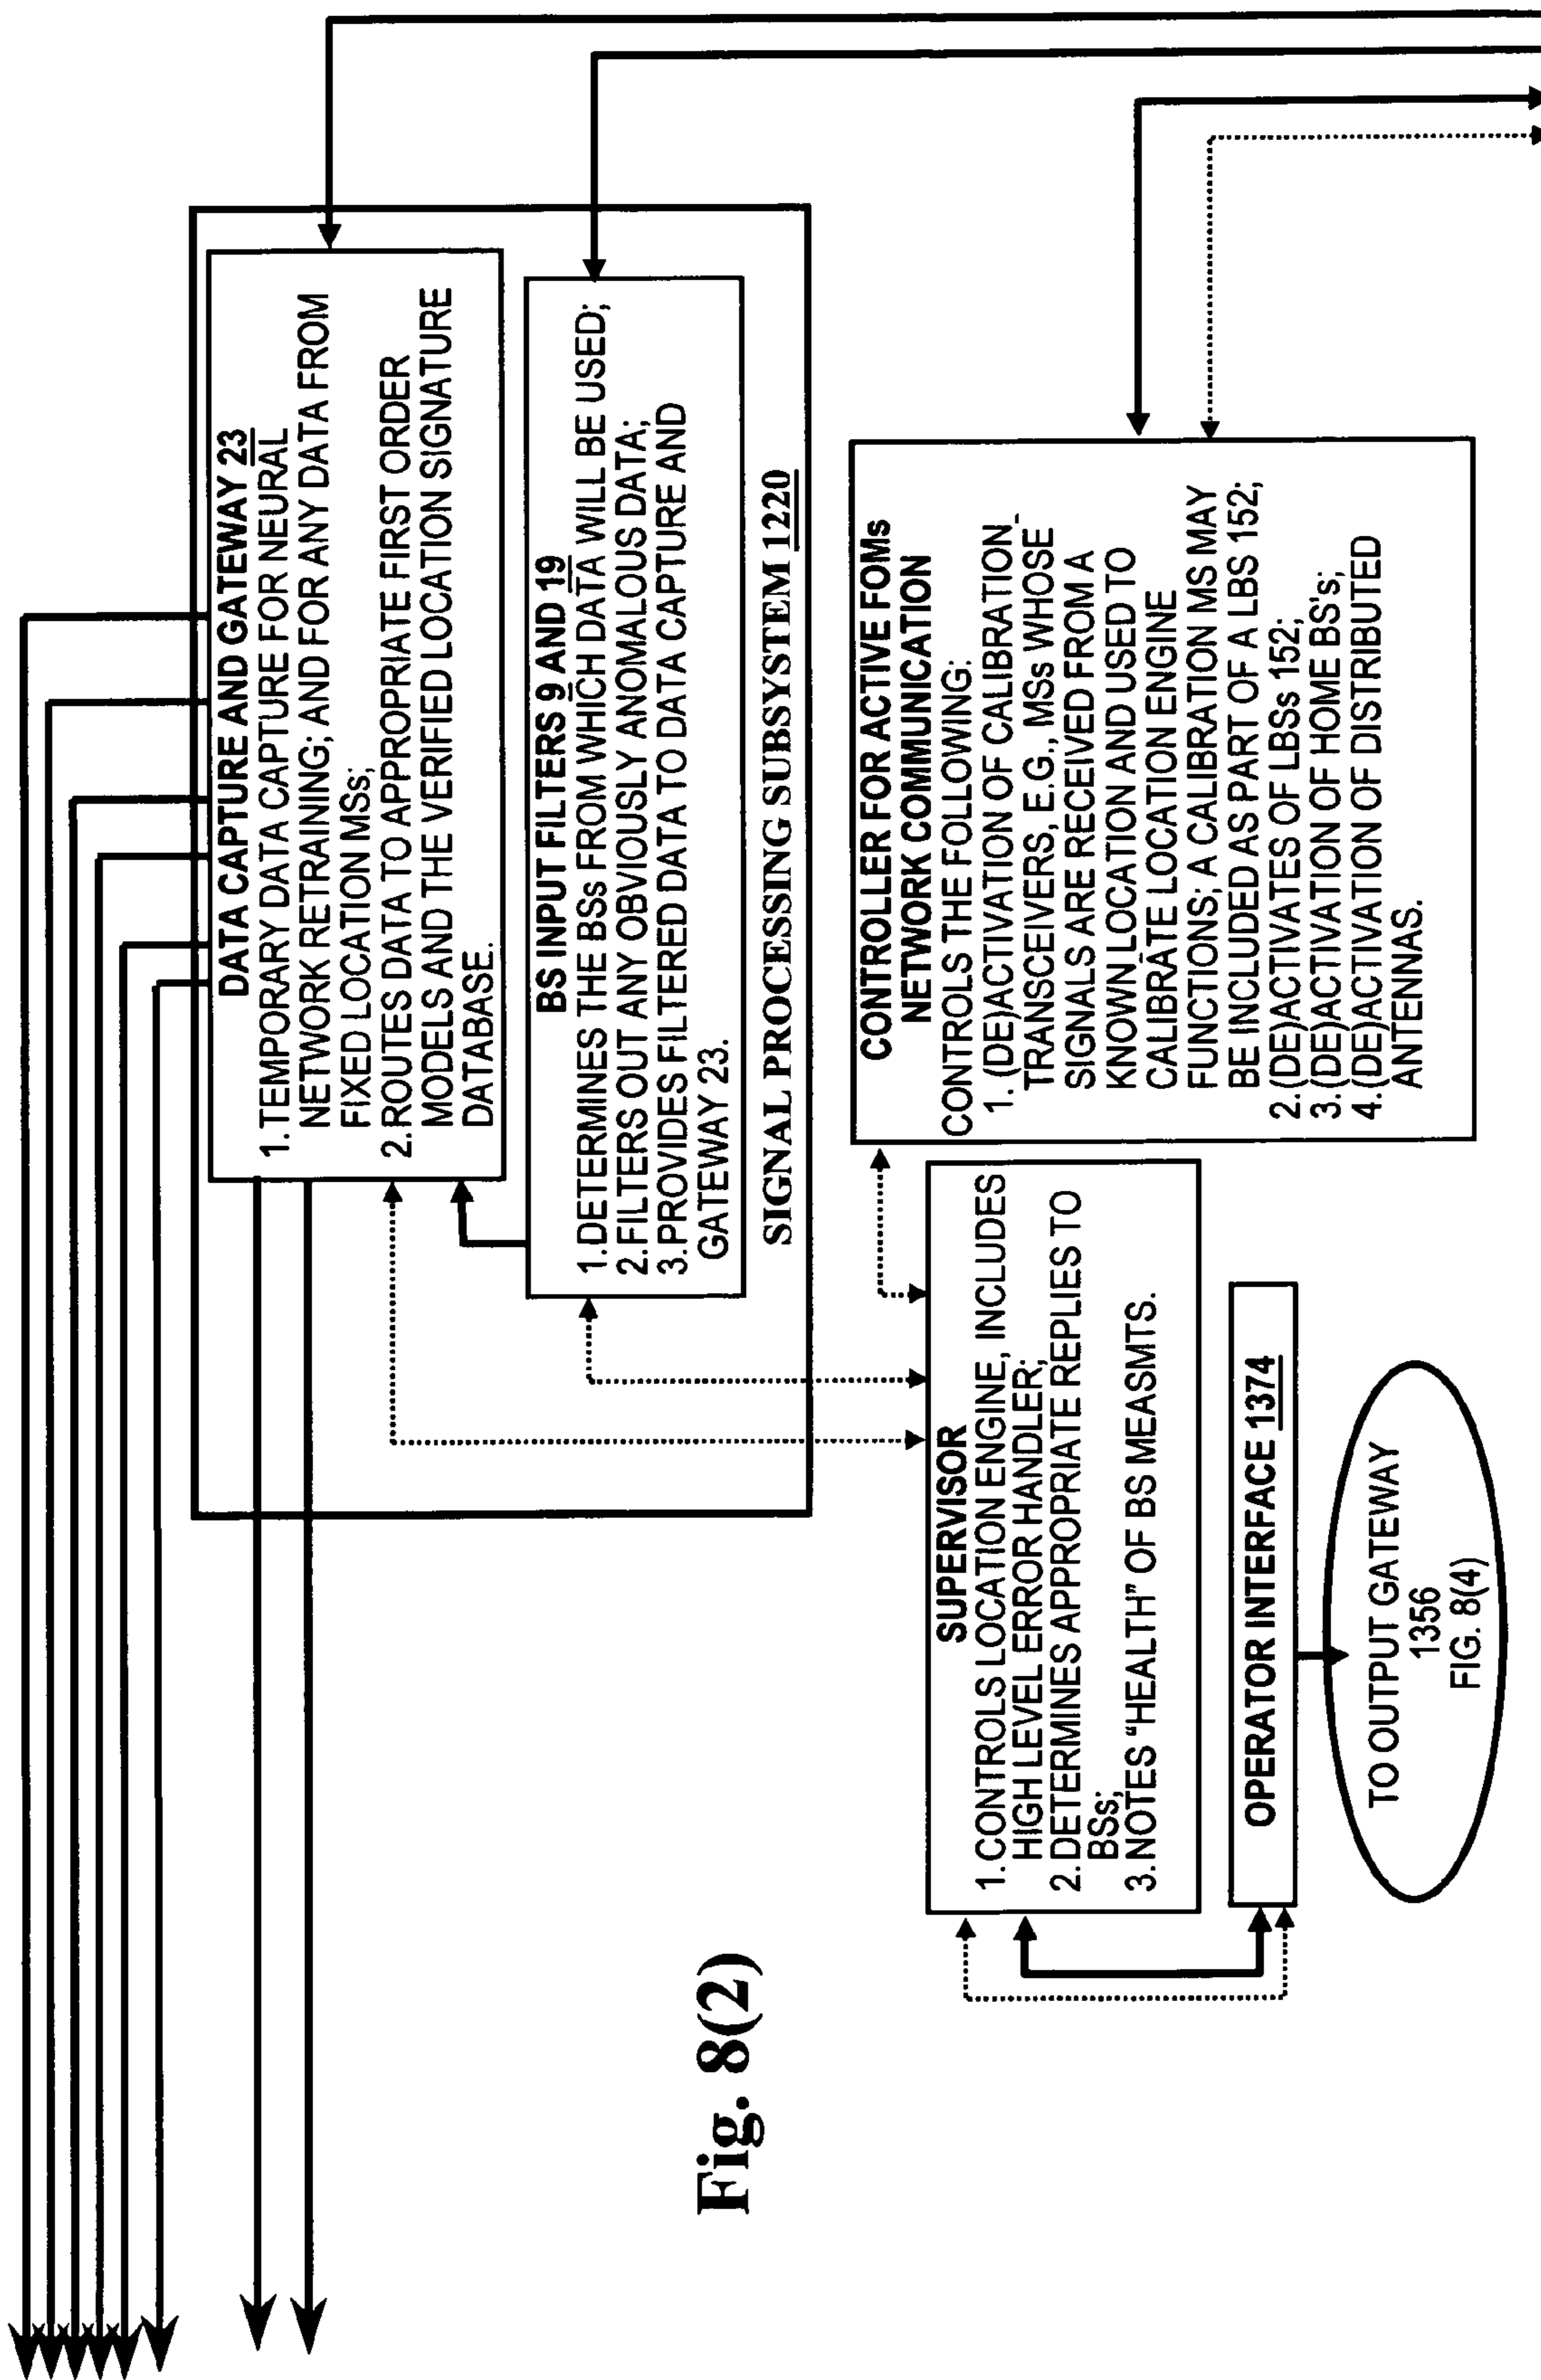 DATA CAPTURE AND GATEWAY 23
1. TEMPORARY DATA CAPTURE FOR NEURAL
NETWORK RETRAINING; AND FOR ANY DATA FROM
FIXED LOCATION MSs;
2. ROUTES DATA TO APPROPRIATE FIRST ORDER
MODELS AND THE VERIFIED LOCATION SIGNATURE
DATABASE.
BS INPUT FILTERS 9 AND 19
1. DETERMINES THE BSs FROM WHICH DATA WILL BE USED;
2. FILTERS OUT ANY OBVIOUSLY ANOMALOUS DATA;
3. PROVIDES FILTERED DATA TO DATA CAPTURE AND
GATEWAY 23.
SIGNAL PROCESSING SUBSYSTEM 1220
CONTROLLER FOR ACTIVE FOMs
NETWORK COMMUNICATION
CONTROLS THE FOLLOWING:
1. (DE)ACTIVATION OF CALIBRATION
TRANSCEIVERS, E.G., MSs WHOSE
SIGNALS ARE RECEIVED FROM A
KNOWN LOCATION AND USED TO
CALIBRATE LOCATION ENGINE
FUNCTIONS; A CALIBRATION MS MAY
BE INCLUDED AS PART OF A LBS 152;
2. (DE)ACTIVATES OF LBSs 152;
3. (DE)ACTIVATION OF HOME BS's;
4. (DE)ACTIVATION OF DISTRIBUTED
ANTENNAS.
SUPERVISOR
1. CONTROLS LOCATION ENGINE, INCLUDES
HIGH LEVEL ERROR HANDLER;
2. DETERMINES APPROPRIATE REPLIES TO
BSs;
3. NOTES "HEALTH" OF BS MEASMTS.
OPERATOR INTERFACE 1374
TO OUTPUT GATEWAY
1356
FIG. 8(4)
Fig. 8(2)